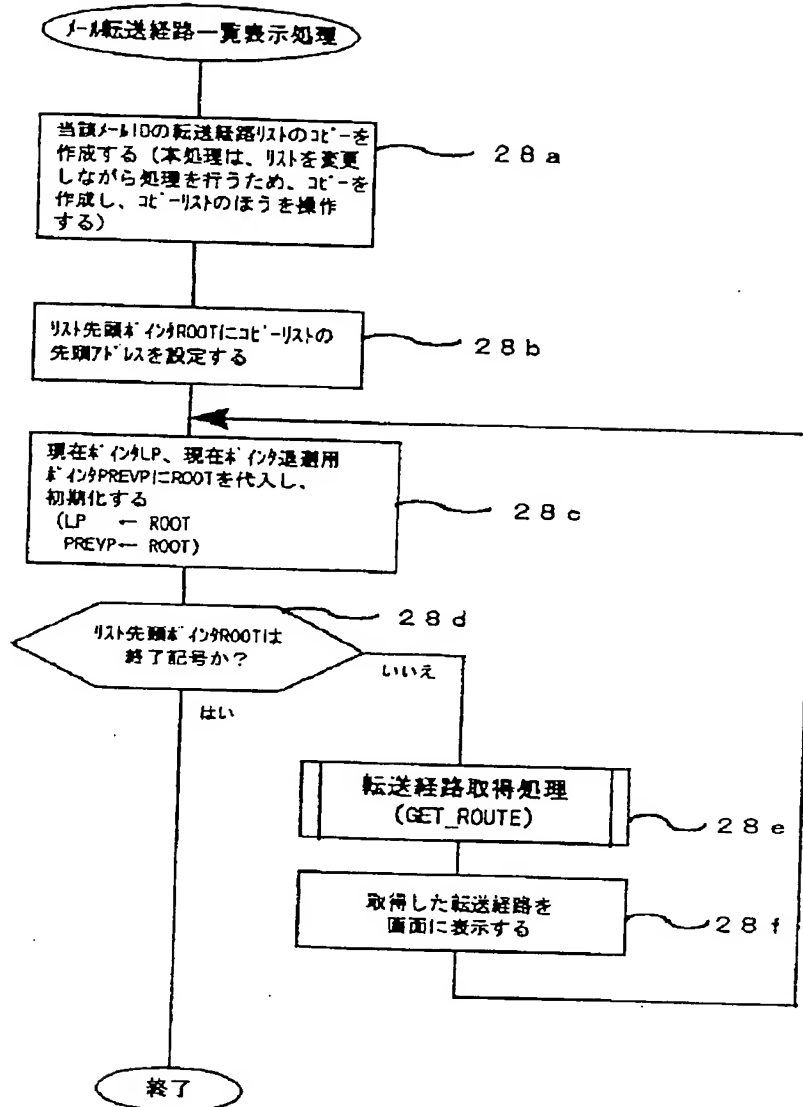 ﾒｰﾙ転送経路一覧表示処理
当該ﾒｰﾙIDの転送経路ﾘｽﾄのｺﾋﾟｰを
作成する（本処理は、ﾘｽﾄを変更
しながら処理を行うため、ｺﾋﾟｰを
作成し、ｺﾋﾟｰﾘｽﾄのほうを操作
する）
28a
ﾘｽﾄ先頭ﾎﾟｲﾝﾀROOTにｺﾋﾟｰﾘｽﾄの
先頭ｱﾄﾞﾚｽを設定する
28b
現在ﾎﾟｲﾝﾀLP、現在ﾎﾟｲﾝﾀ退避用
ﾎﾟｲﾝﾀPREVPにROOTを代入し、
初期化する
(LP ← ROOT
PREVP← ROOT)
28c
ﾘｽﾄ先頭ﾎﾟｲﾝﾀROOTは
終了記号か？
28d
いいえ
はい
転送経路取得処理
(GET_ROUTE)
28e
取得した転送経路を
画面に表示する
28f
終了